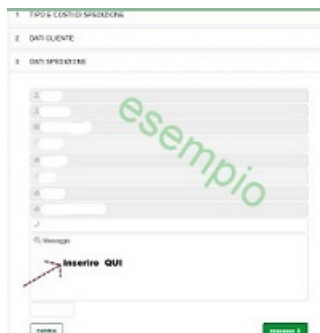 1 TIPO E COSTI DI SPEDIZIONE
2 DATI CLIENTE
3 DATI SPEDIZIONE
esempio
Messaggio
inserire QUI